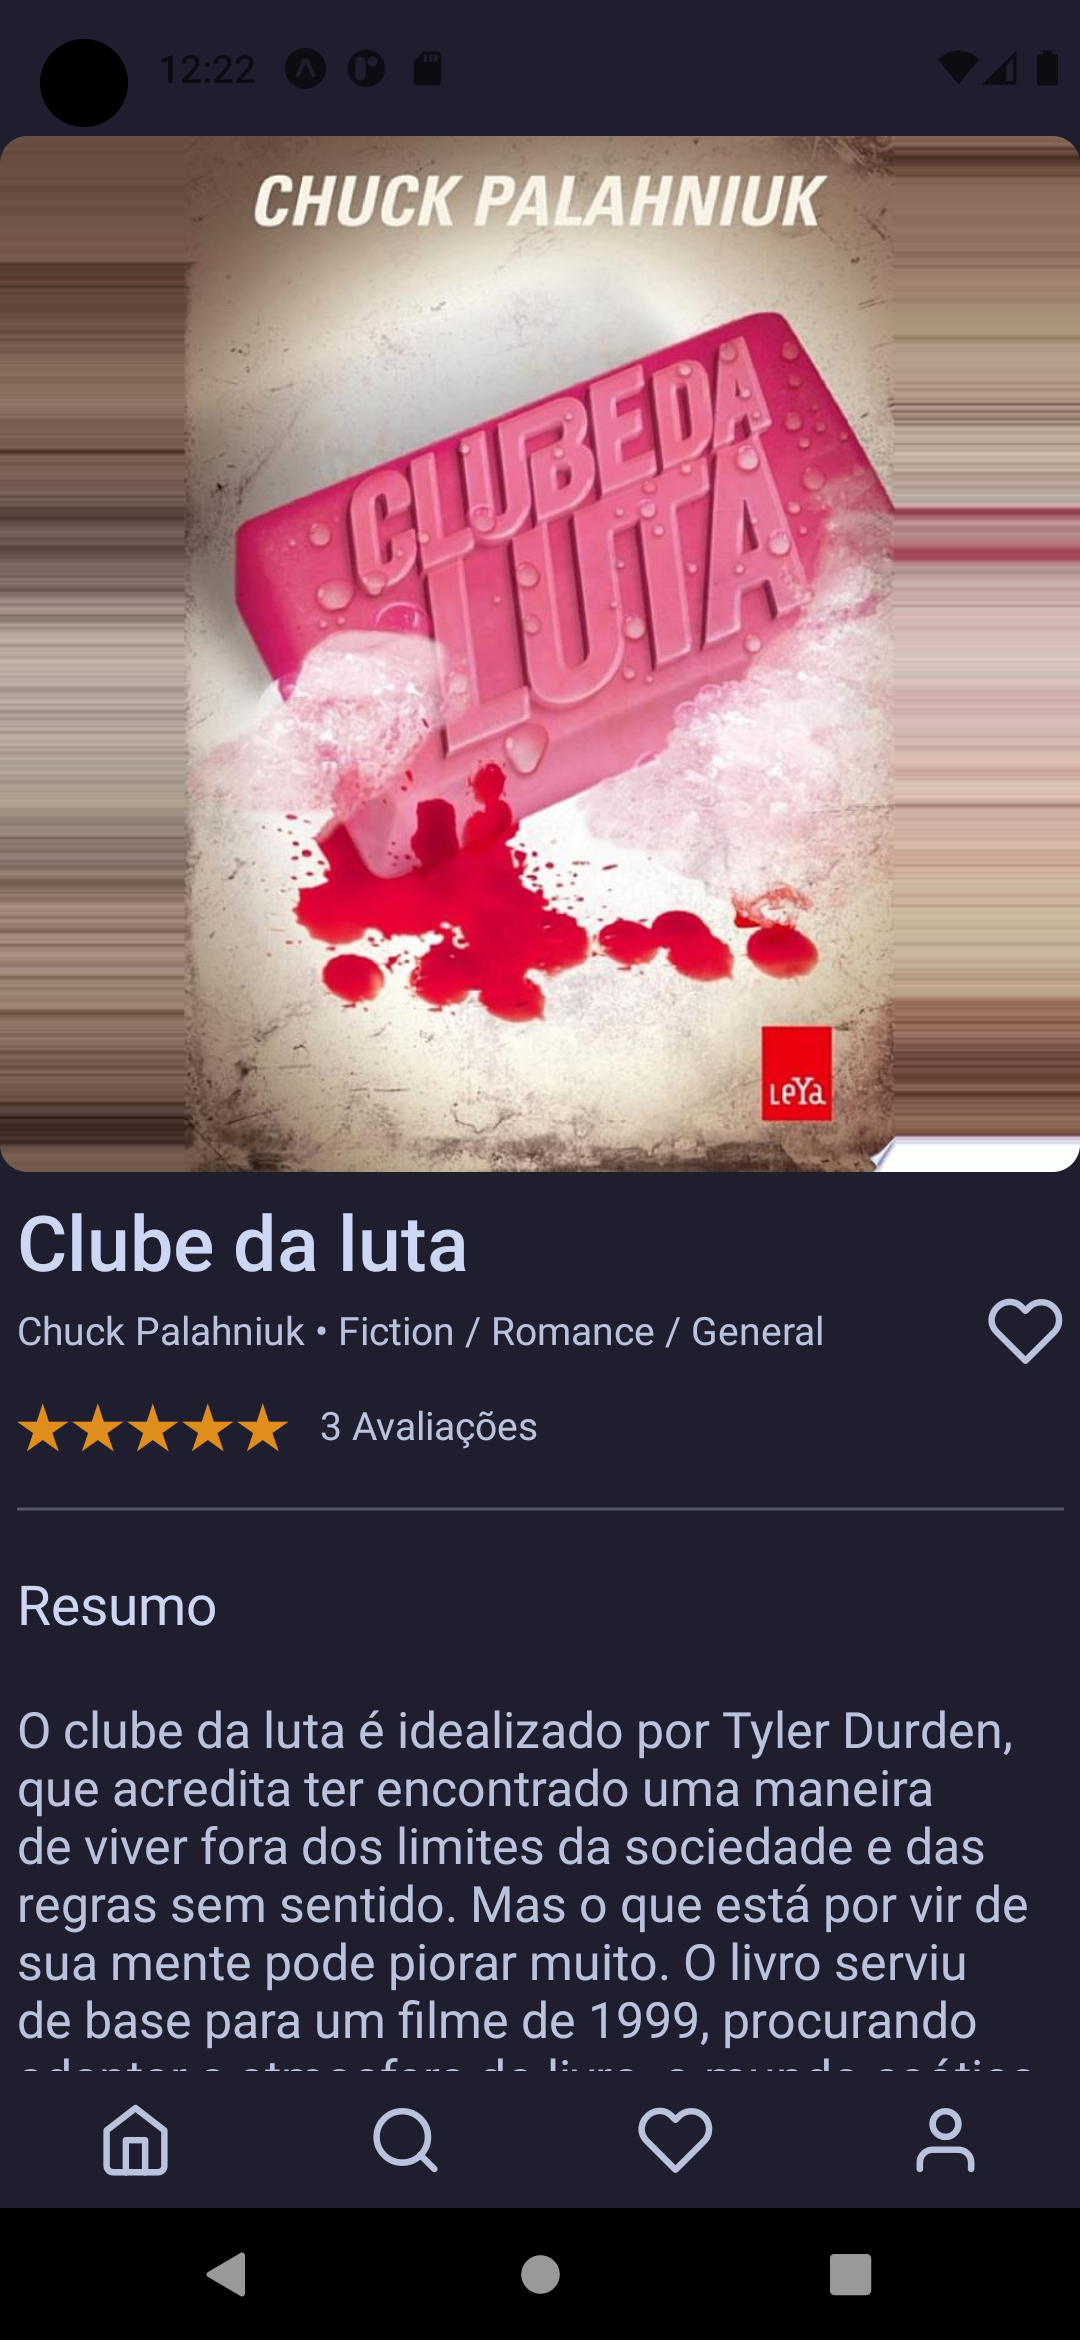 12:22
CHUCK PALAHNIUK
CLUBE DA
LUTA
LeYa
Clube da luta
Chuck Palahniuk • Fiction / Romance / General
3 Avaliações
Resumo
O clube da luta é idealizado por Tyler Durden,
que acredita ter encontrado uma maneira
de viver fora dos limites da sociedade e das
regras sem sentido. Mas o que está por vir de
sua mente pode piorar muito. O livro serviu
de base para um filme de 1999, procurando